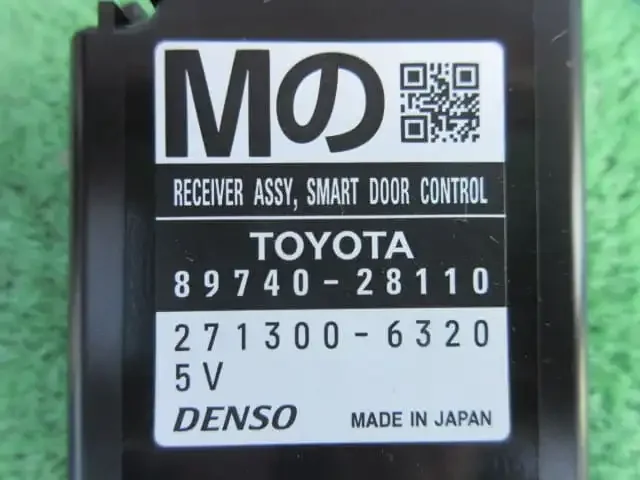 Mの
RECEIVER ASSY, SMART DOOR CONTROL
TOYOTA
89740-28110
271300-6320
5V
DENSO MADE IN JAPAN